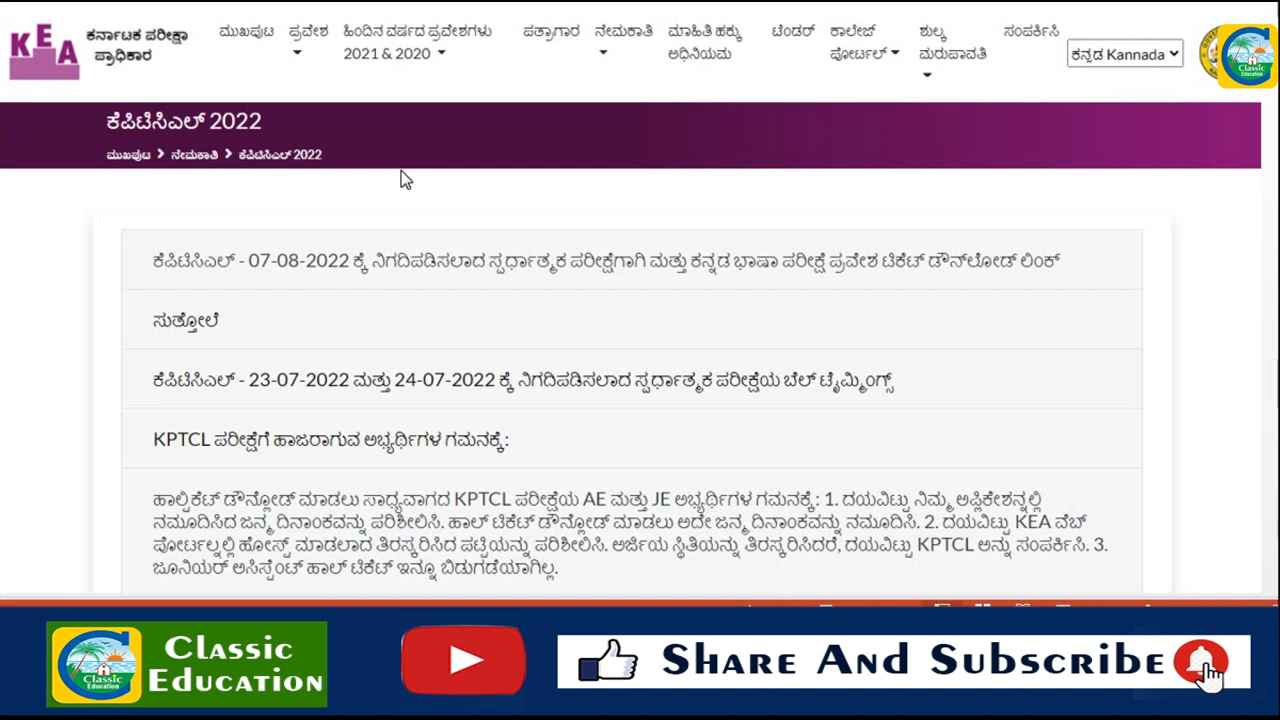 KEA
ಕರ್ನಾಟಕ ಪರೀಕ್ಷಾ
ಪ್ರಾಧಿಕಾರ
ಮುಖಪುಟ
ಪ್ರವೇಶ
ಹಿಂದಿನ ವರ್ಷದ ಪ್ರವೇಶಗಳು
2021 & 2020
ಪತ್ರಾಗಾರ
ನೇಮಕಾತಿ
ಮಾಹಿತಿ ಹಕ್ಕು
ಅಧಿನಿಯಮ
ಟೆಂಡರ್
ಕಾಲೇಜ್
ಪೋರ್ಟಲ್
ಶುಲ್ಕ
ಮರುಪಾವತಿ
ಸಂಪರ್ಕಿಸಿ
ಕನ್ನಡ Kannada
Classic
Education
ಕೆಪಿಟಿಸಿಎಲ್ 2022
ಮುಖಪುಟ > ನೇಮಕಾತಿ > ಕೆಪಿಟಿಸಿಎಲ್ 2022
ಕೆಪಿಟಿಸಿಎಲ್ - 07-08-2022 ಕ್ಕೆ ನಿಗದಿಪಡಿಸಲಾದ ಸ್ಪರ್ಧಾತ್ಮಕ ಪರೀಕ್ಷೆಗಾಗಿ ಮತ್ತು ಕನ್ನಡ ಭಾಷಾ ಪರೀಕ್ಷೆ ಪ್ರವೇಶ ಟಿಕೆಟ್ ಡೌನ್‌ಲೋಡ್ ಲಿಂಕ್
ಸುತ್ತೋಲೆ
ಕೆಪಿಟಿಸಿಎಲ್ - 23-07-2022 ಮತ್ತು 24-07-2022 ಕ್ಕೆ ನಿಗದಿಪಡಿಸಲಾದ ಸ್ಪರ್ಧಾತ್ಮಕ ಪರೀಕ್ಷೆಯ ಬೆಲ್ ಟೈಮ್ಮಿಂಗ್ಸ್
KPTCL ಪರೀಕ್ಷೆಗೆ ಹಾಜರಾಗುವ ಅಭ್ಯರ್ಥಿಗಳ ಗಮನಕ್ಕೆ:
ಹಾಲ್ಟಿಕೆಟ್ ಡೌನ್ಲೋಡ್ ಮಾಡಲು ಸಾಧ್ಯವಾಗದ KPTCL ಪರೀಕ್ಷೆಯ AE ಮತ್ತು JE ಅಭ್ಯರ್ಥಿಗಳ ಗಮನಕ್ಕೆ: 1. ದಯವಿಟ್ಟು ನಿಮ್ಮ ಅಪ್ಲಿಕೇಶನ್ನಲ್ಲಿ
ನಮೂದಿಸಿದ ಜನ್ಮ ದಿನಾಂಕವನ್ನು ಪರಿಶೀಲಿಸಿ. ಹಾಲ್ ಟಿಕೆಟ್ ಡೌನ್ಲೋಡ್ ಮಾಡಲು ಅದೇ ಜನ್ಮ ದಿನಾಂಕವನ್ನು ನಮೂದಿಸಿ. 2. ದಯವಿಟ್ಟು KEA ವೆಬ್
ಪೋರ್ಟಲ್ನಲ್ಲಿ ಹೋಸ್ಟ್ ಮಾಡಲಾದ ತಿರಸ್ಕರಿಸಿದ ಪಟ್ಟಿಯನ್ನು ಪರಿಶೀಲಿಸಿ. ಅರ್ಜಿಯ ಸ್ಥಿತಿಯನ್ನು ತಿರಸ್ಕರಿಸಿದರೆ, ದಯವಿಟ್ಟು KPTCL ಅನ್ನು ಸಂಪರ್ಕಿಸಿ. 3.
ಜೂನಿಯರ್ ಅಸಿಸ್ಟೆಂಟ್ ಹಾಲ್ ಟಿಕೆಟ್ ಇನ್ನೂ ಬಿಡುಗಡೆಯಾಗಿಲ್ಲ.
Classic
Education
Classic
Education
Share And Subscribe